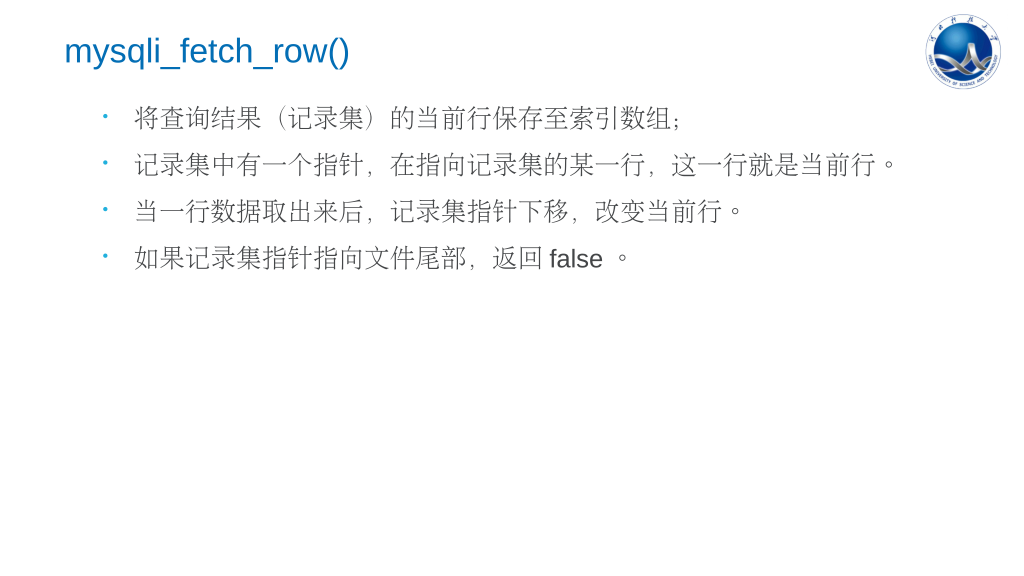 mysqli_fetch_row()
• 将查询结果（记录集）的当前行保存至索引数组；
• 记录集中有一个指针，在指向记录集的某一行，这一行就是当前行。
• 当一行数据取出来后，记录集指针下移，改变当前行。
• 如果记录集指针指向文件尾部，返回 false 。